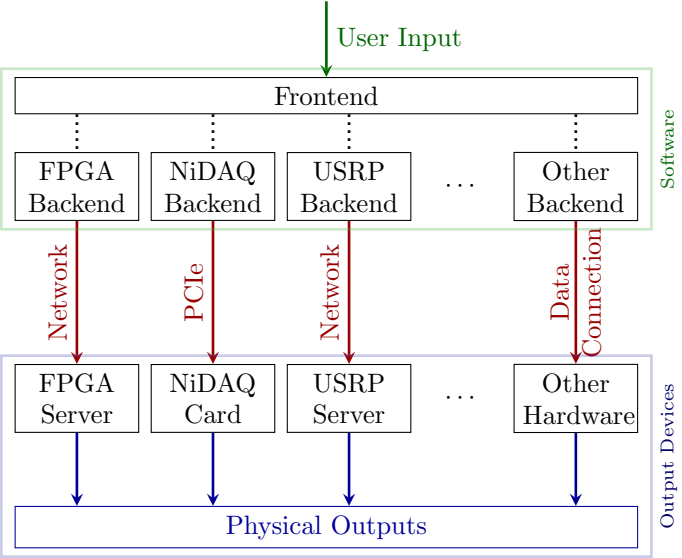 User Input
Frontend
FPGA
Backend
NiDAQ
Backend
USRP
Backend
. . .
Other
Backend
Software
Network
PCIe
Network
Data
Connection
FPGA
Server
NiDAQ
Card
USRP
Server
. . .
Other
Hardware
Output Devices
Physical Outputs